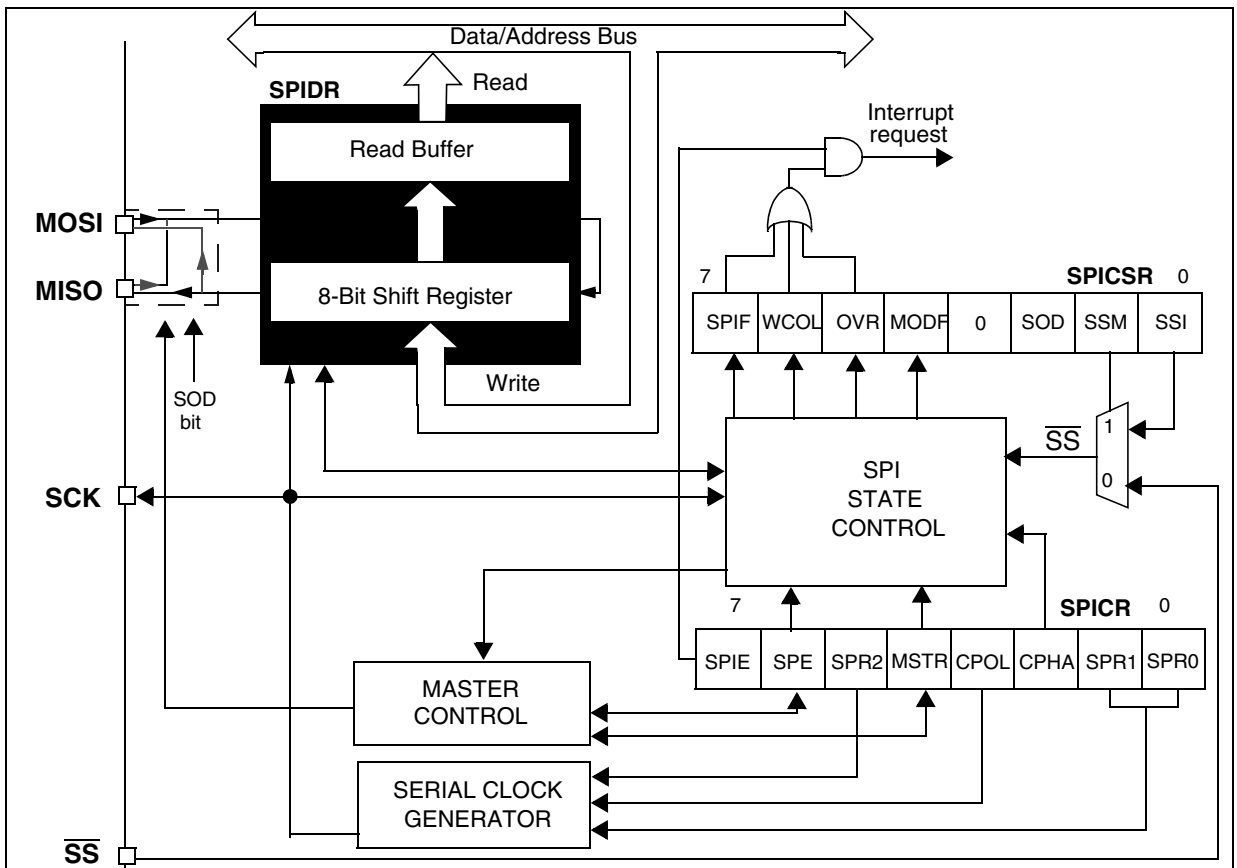 Data/Address Bus
SPIDR
Read
Read Buffer
8-Bit Shift Register
Write
Interrupt
request
MOSI
MISO
SOD
bit
SCK
SS
7
SPICSR
0
SPIF
WCOL
OVR
MODF
0
SOD
SSM
SSI
1
0
SS
SPI
STATE
CONTROL
7
SPICR
0
SPIE
SPE
SPR2
MSTR
CPOL
CPHA
SPR1
SPR0
MASTER
CONTROL
SERIAL CLOCK
GENERATOR